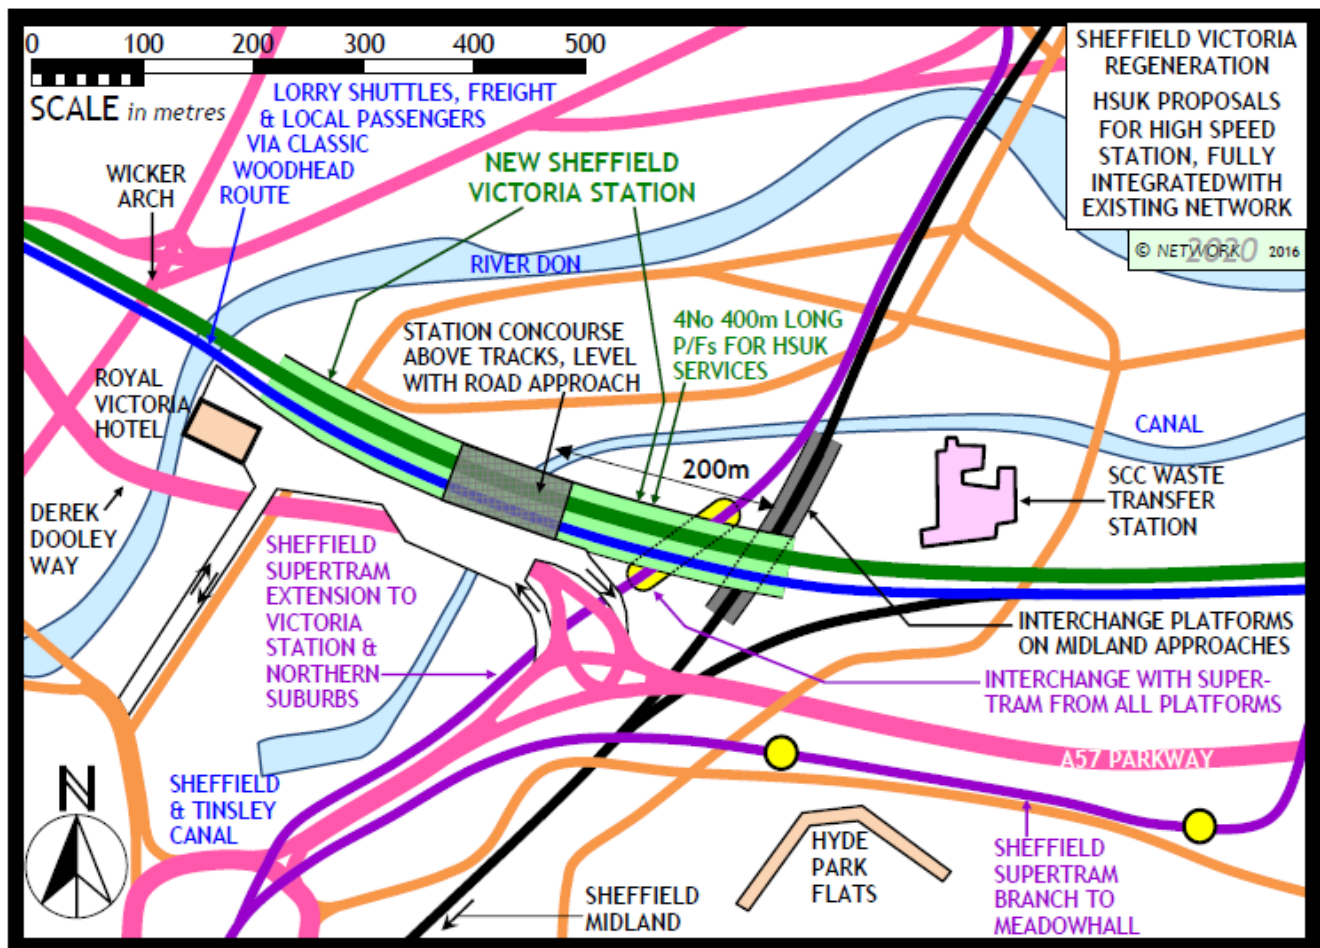 0 100 200 300 400 500
SCALE in metres
SHEFFIELD VICTORIA
REGENERATION
HSUK PROPOSALS
FOR HIGH SPEED
STATION, FULLY
INTEGRATEDWITH
EXISTING NETWORK
© NETWORK 2020 2016
LORRY SHUTTLES, FREIGHT
& LOCAL PASSENGERS
VIA CLASSIC
WOODHEAD
ROUTE
WICKER
ARCH
NEW SHEFFIELD
VICTORIA STATION
RIVER DON
STATION CONCOURSE
ABOVE TRACKS, LEVEL
WITH ROAD APPROACH
4No 400m LONG
P/Fs FOR HSUK
SERVICES
ROYAL
VICTORIA
HOTEL
CANAL
200m
SCC WASTE
TRANSFER
STATION
DEREK
DOOLEY
WAY
SHEFFIELD
SUPERTRAM
EXTENSION TO
VICTORIA
STATION &
NORTHERN
SUBURBS
INTERCHANGE PLATFORMS
ON MIDLAND APPROACHES
INTERCHANGE WITH SUPER-
TRAM FROM ALL PLATFORMS
A57 PARKWAY
N
SHEFFIELD
& TINSLEY
CANAL
HYDE
PARK
FLATS
SHEFFIELD
SUPERTRAM
BRANCH TO
MEADOWHALL
SHEFFIELD
MIDLAND